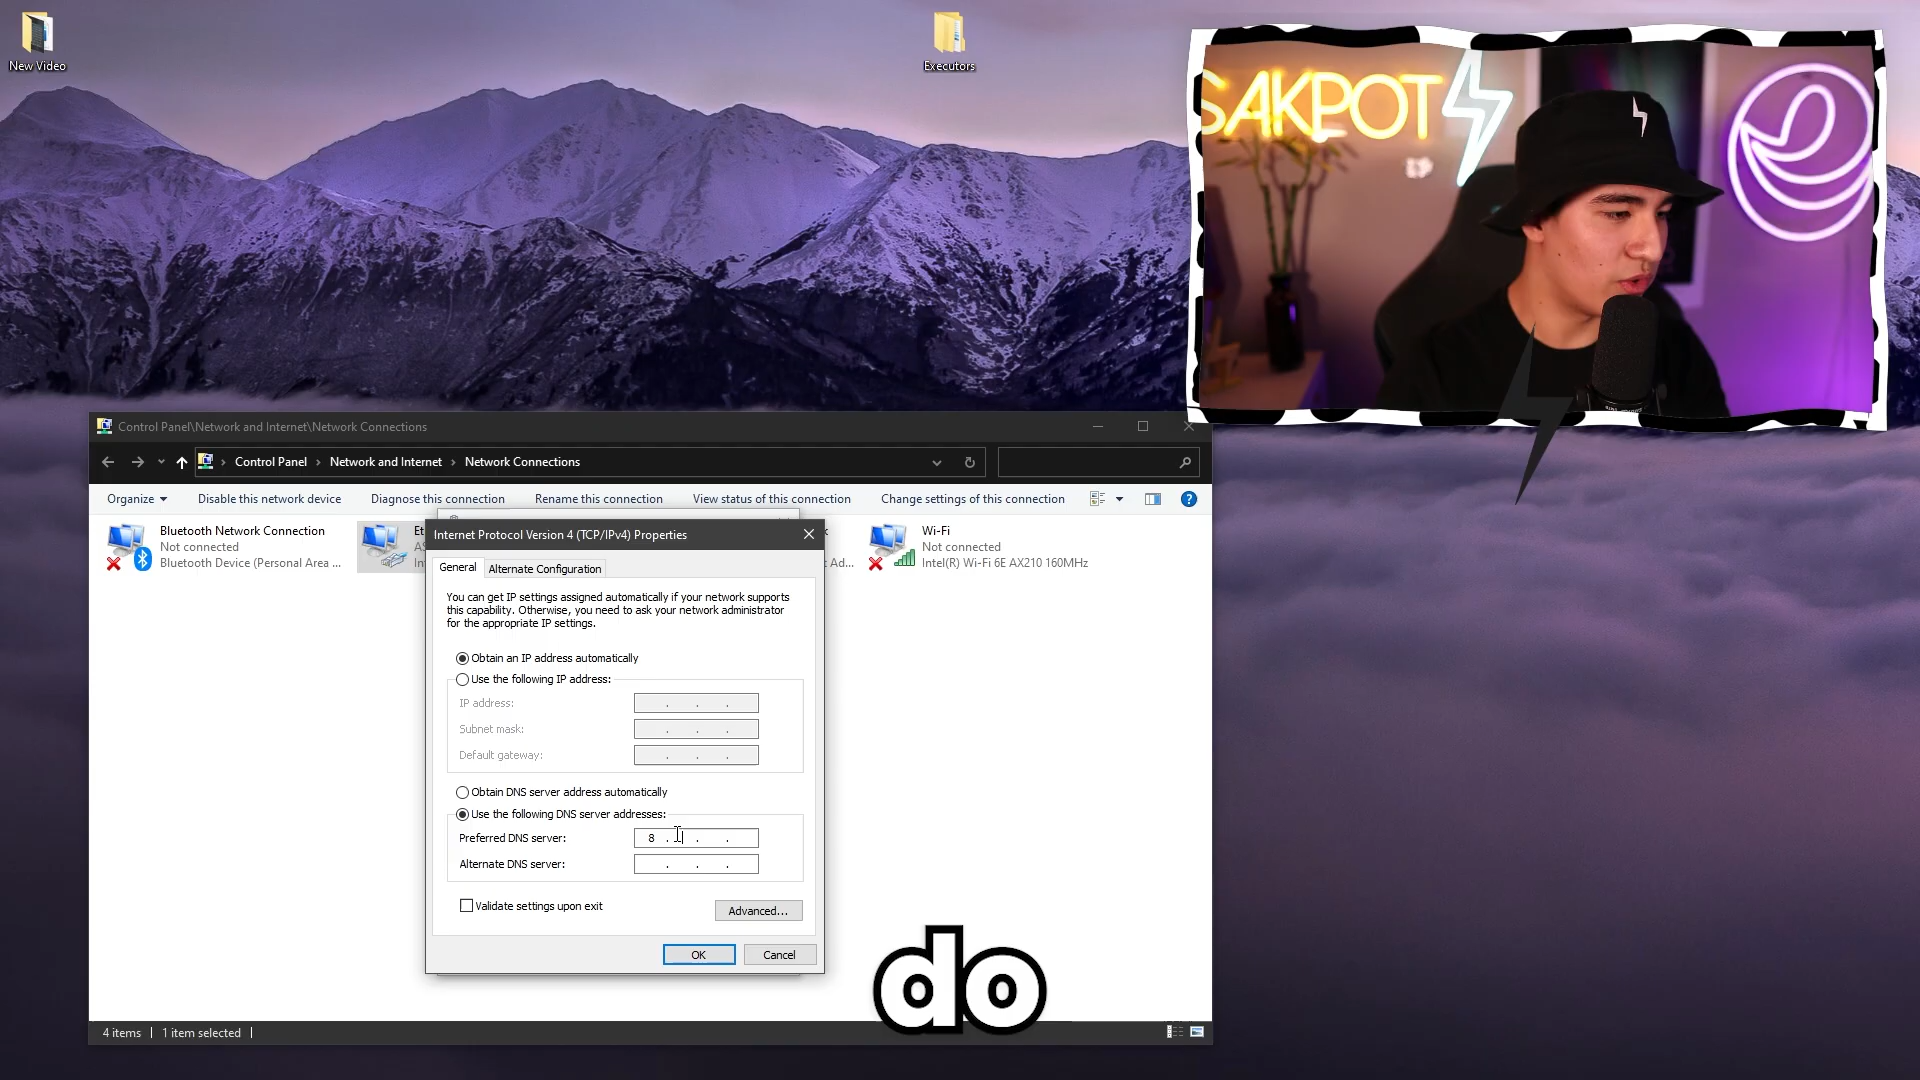 New Video
Executors
SAKPOT
Control Panel\Network and Internet\Network Connections
Control Panel
Network and Internet
Network Connections
Organize
Disable this network device
Diagnose this connection
Rename this connection
View status of this connection
Change settings of this connection
Bluetooth Network Connection
Not connected
Bluetooth Device (Personal Area ...
Wi-Fi
Not connected
Intel(R) Wi-Fi 6E AX210 160MHz
Internet Protocol Version 4 (TCP/IPv4) Properties
General
Alternate Configuration
You can get IP settings assigned automatically if your network supports
this capability. Otherwise, you need to ask your network administrator
for the appropriate IP settings.
Obtain an IP address automatically
Use the following IP address:
IP address:
Subnet mask:
Default gateway:
Obtain DNS server address automatically
Use the following DNS server addresses:
Preferred DNS server:
8 . . .
Alternate DNS server:
Validate settings upon exit
Advanced...
OK
Cancel
do
4 items
1 item selected